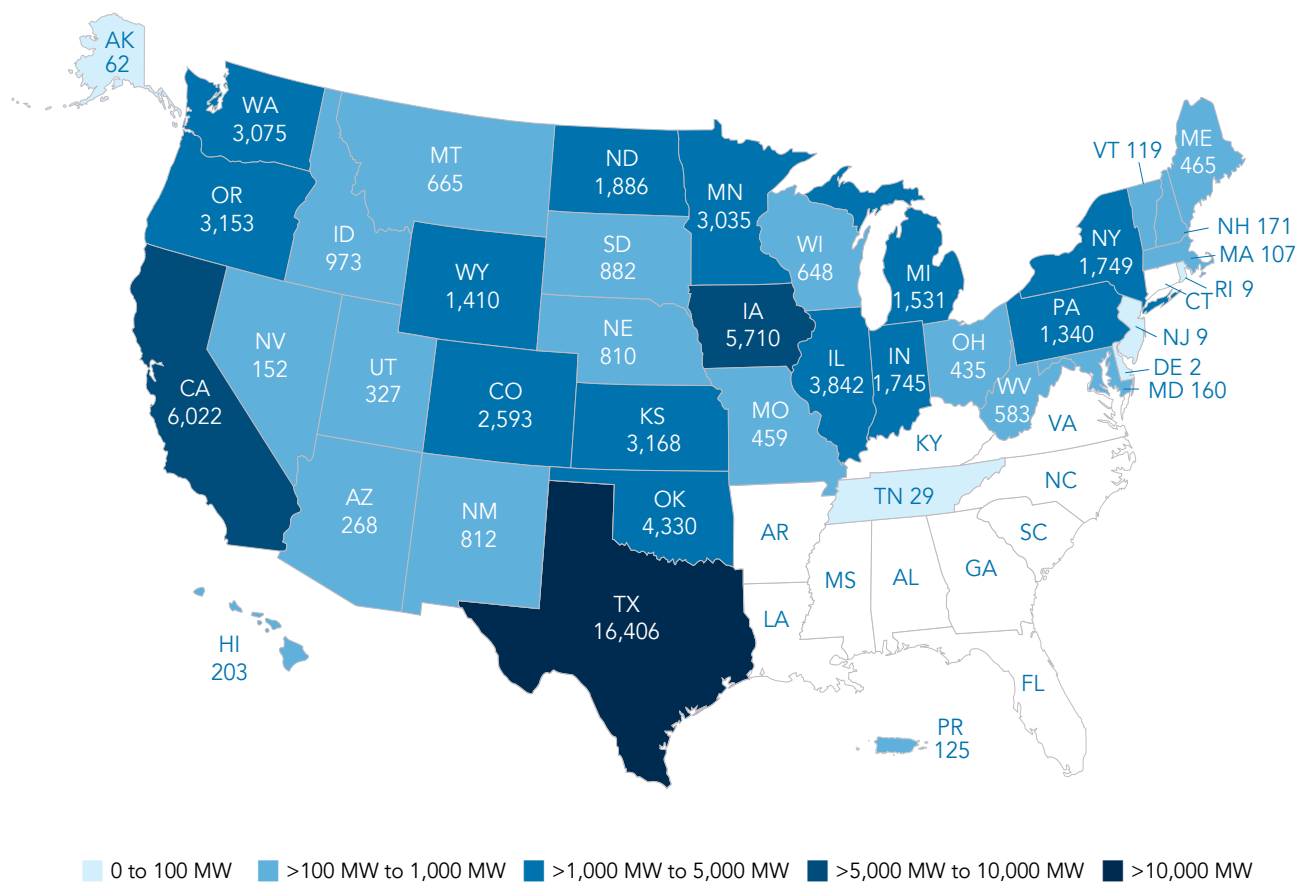 AK
62
WA
3,075
OR
3,153
CA
6,022
ID
973
NV
152
MT
665
WY
1,410
UT
327
AZ
268
CO
2,593
NM
812
ND
1,886
SD
882
NE
810
KS
3,168
OK
4,330
TX
16,406
MN
3,035
IA
5,710
MO
459
AR
LA
WI
648
IL
3,842
MI
1,531
IN
1,745
OH
435
KY
TN 29
MS
AL
GA
FL
SC
NC
VA
WV
583
PA
1,340
NY
1,749
VT 119
ME
465
NH 171
MA 107
RI 9
CT
NJ 9
DE 2
MD 160
HI
203
PR
125
0 to 100 MW
>100 MW to 1,000 MW
>1,000 MW to 5,000 MW
>5,000 MW to 10,000 MW
>10,000 MW